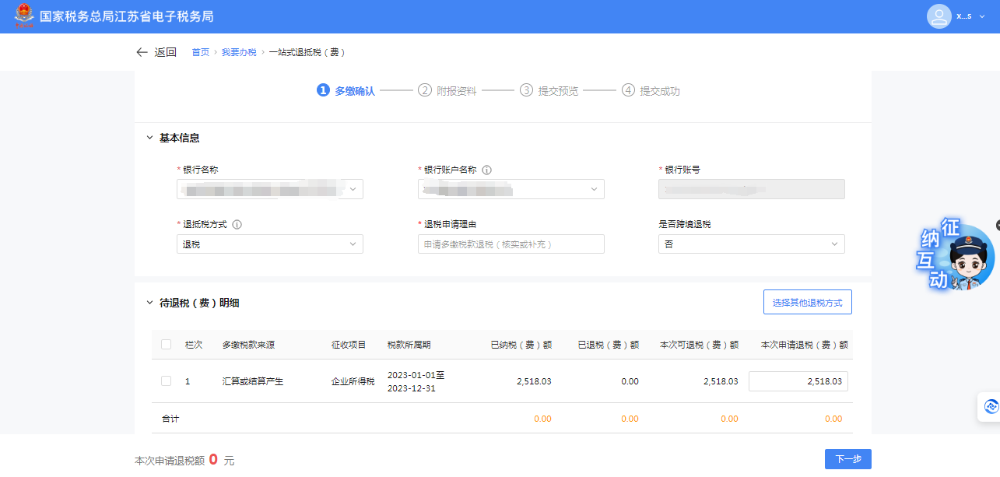 国家税务总局江苏省电子税务局
x...s
返回 首页 › 我要办税 › 一站式退抵税（费）
1 多缴确认 2 附报资料 3 提交预览 4 提交成功
基本信息
* 银行名称 * 银行账户名称 * 银行账号
* 退抵税方式 * 退税申请理由 是否跨境退税
退税 申请多缴税款退税（核实或补充） 否
征纳互动
待退税（费）明细 选择其他退税方式
栏次 多缴税款来源 征收项目 税款所属期 已纳税（费）额 已退税（费）额 本次可退税（费）额 本次申请退税（费）额
1 汇算或结算产生 企业所得税 2023-01-01至 2,518.03 0.00 2,518.03 2,518.03
2023-12-31
合计 0.00 0.00 0.00 0.00
本次申请退税额 0 元 下一步